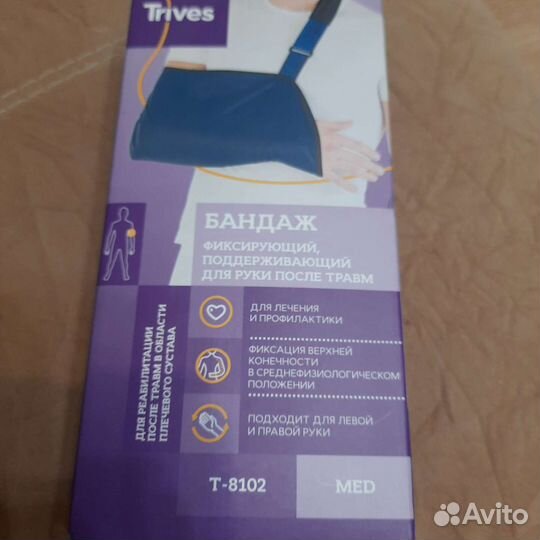 Trives
БАНДАЖ
ФИКСИРУЮЩИЙ,
ПОДДЕРЖИВАЮЩИЙ
ДЛЯ РУКИ ПОСЛЕ ТРАВМ
ДЛЯ ЛЕЧЕНИЯ
И ПРОФИЛАКТИКИ
ФИКСАЦИЯ ВЕРХНЕЙ
КОНЕЧНОСТИ
В СРЕДНЕФИЗИОЛОГИЧЕСКОМ
ПОЛОЖЕНИИ
ПОДХОДИТ ДЛЯ ЛЕВОЙ
И ПРАВОЙ РУКИ
ДЛЯ РЕАБИЛИТАЦИИ
ПОСЛЕ ТРАВМ В ОБЛАСТИ
ПЛЕЧЕВОГО СУСТАВА
Т-8102
MED
Avito